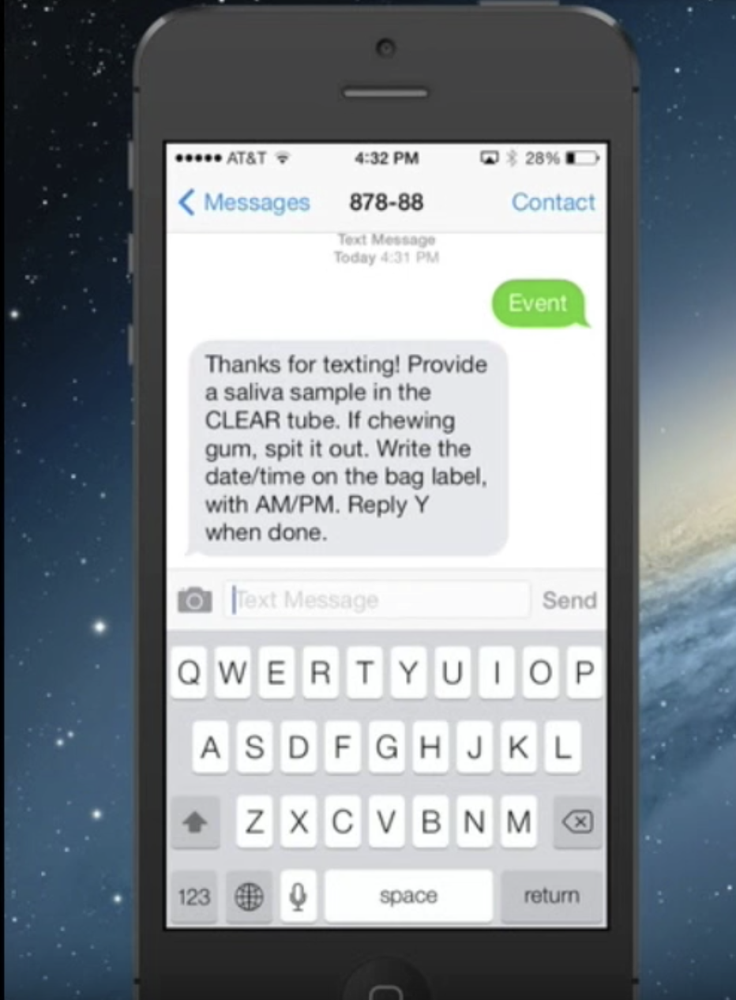 AT&T 4:32 PM 28%
Messages 878-88 Contact
Text Message
Today 4:31 PM
Event
Thanks for texting! Provide
a saliva sample in the
CLEAR tube. If chewing
gum, spit it out. Write the
date/time on the bag label,
with AM/PM. Reply Y
when done.
Text Message Send
Q W E R T Y U I O P
A S D F G H J K L
Z X C V B N M
123 space return